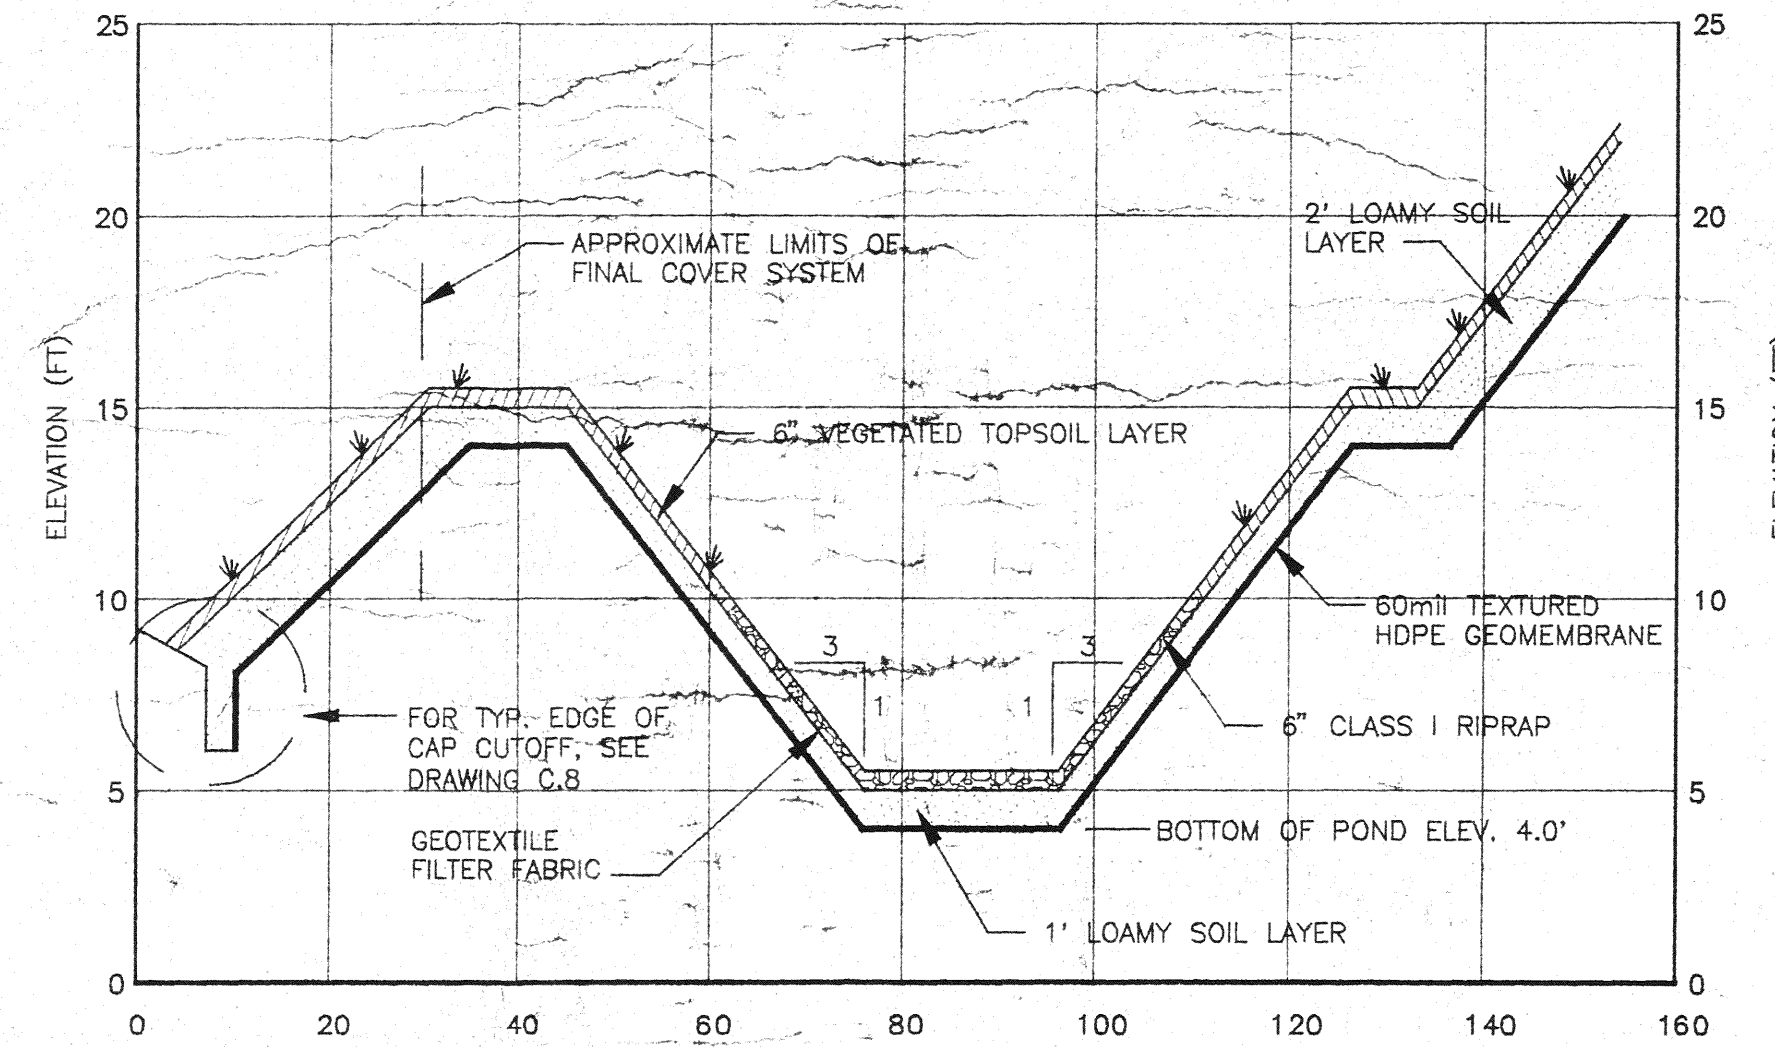 25
25
20
20
2' LOAMY SOIL
LAYER
APPROXIMATE LIMITS OF
FINAL COVER SYSTEM
ELEVATION (FT)
15
15
6" VEGETATED TOPSOIL LAYER
10
10
60mil TEXTURED
HDPE GEOMEMBRANE
3
3
1
1
FOR TYP. EDGE OF
CAP CUTOFF, SEE
DRAWING C.8
6" CLASS I RIPRAP
5
5
GEOTEXTILE
FILTER FABRIC
BOTTOM OF POND ELEV. 4.0'
1' LOAMY SOIL LAYER
0
0
0 20 40 60 80 100 120 140 160